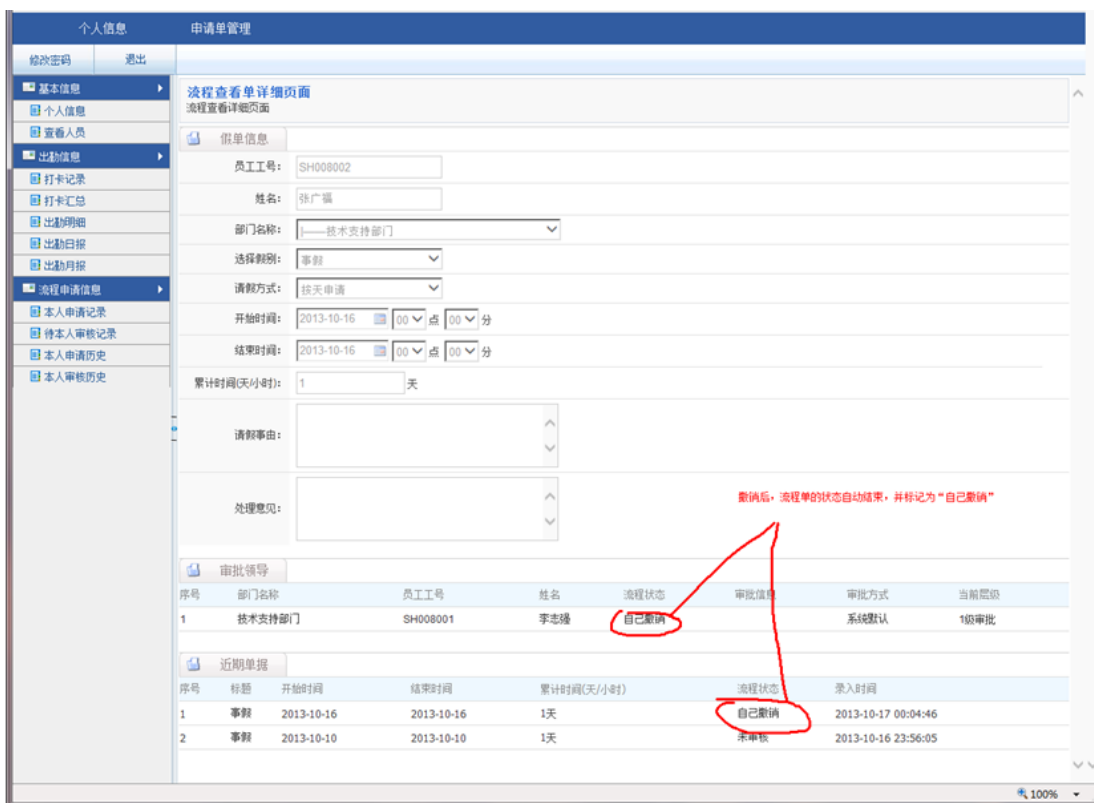 个人信息 申请单管理
修改密码 退出
基本信息
个人信息
查看人员
出勤信息
打卡记录
打卡汇总
出勤明细
出勤日报
出勤月报
流程申请信息
本人申请记录
待本人审核记录
本人申请历史
本人审核历史
流程查看单详细页面
流程查看详细页面
假单信息
员工工号: SH008002
姓名: 张广福
部门名称: |——技术支持部门
选择假别: 事假
请假方式: 按天申请
开始时间: 2013-10-16 00 点 00 分
结束时间: 2013-10-16 00 点 00 分
累计时间(天/小时): 1 天
请假事由:
处理意见:
撤销后，流程单的状态自动结束，并标记为“自己撤销”
审批领导
序号 部门名称 员工工号 姓名 流程状态 审批信息 审批方式 当前层级
1 技术支持部门 SH008001 李志强 自己撤销 系统默认 1级审批
近期单据
序号 标题 开始时间 结束时间 累计时间(天/小时) 流程状态 录入时间
1 事假 2013-10-16 2013-10-16 1天 自己撤销 2013-10-17 00:04:46
2 事假 2013-10-10 2013-10-10 1天 未审核 2013-10-16 23:56:05
100%